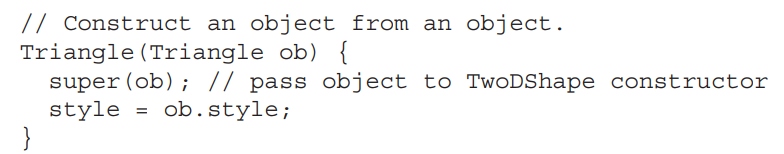 // Construct an object from an object.
Triangle(Triangle ob) {
  super(ob); // pass object to TwoDShape constructor
  style = ob.style;
}